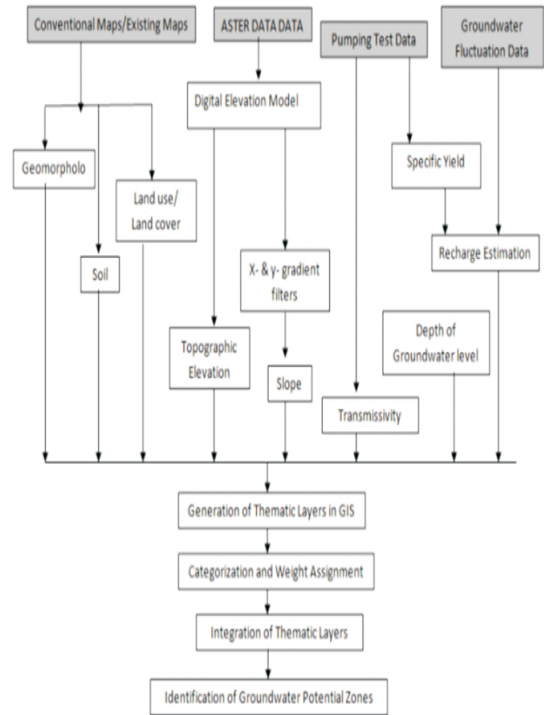 Conventional Maps/Existing Maps
ASTER DATA DATA
Pumping Test Data
Groundwater
Fluctuation Data
Digital Elevation Model
Geomorpholo
Specific Yield
Land use/
Land cover
Recharge Estimation
Soil
X- & y- gradient
filters
Depth of
Groundwater level
Topographic
Elevation
Slope
Transmissivity
Generation of Thematic Layers in GIS
Categorization and Weight Assignment
Integration of Thematic Layers
Identification of Groundwater Potential Zones